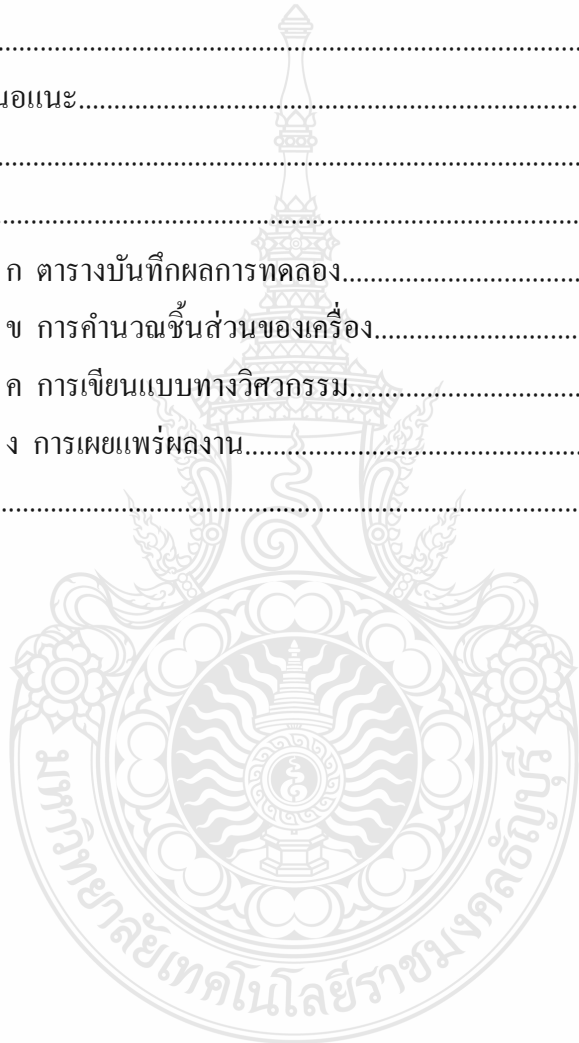 ..........
นอแนะ..........
..........
..........
ก ตารางบันทึกผลการทดลอง..........
ข การคำนวณชิ้นส่วนของเครื่อง..........
ค การเขียนแบบทางวิศวกรรม..........
ง การเผยแพร่ผลงาน..........
..........
มหาวิทยาลัยเทคโนโลยีราชมงคลธัญบุรี